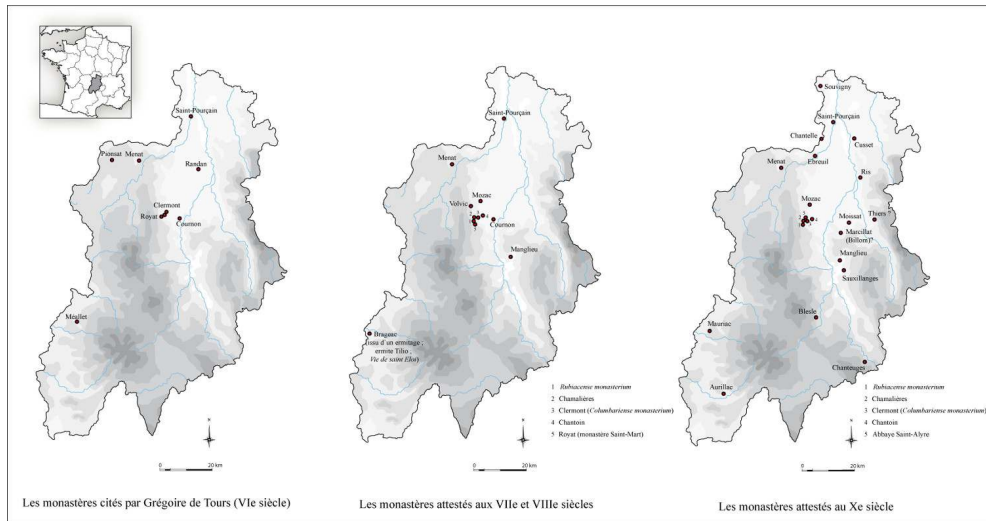 Saint-Pourçain
Pionsat
Menat
Randan
Clermont
Royat
Cournon
Méallet
0
20 km
Les monastères cités par Grégoire de Tours (VIe siècle)
Saint-Pourçain
Menat
Mozac
Volvic
Cournon
Manglieu
Brageac
(issu d'un ermitage ,
ermite Tilio ,
Vie de saint Eloi)
1 Rubiacense monasterium
2 Chamalières
3 Clermont (Columbariense monasterium)
4 Chantoin
5 Royat (monastère Saint-Mart)
0
20 km
Les monastères attestés aux VIIe et VIIIe siècles
Souvigny
Saint-Pourçain
Chantelle
Cusset
Ebreuil
Menat
Ris
Mozac
Moissat
Thiers ?
Marcillat
(Billom)?
Manglieu
Sauxillanges
Blesle
Mauriac
Chanteuges
Aurillac
1 Rubiacense monasterium
2 Chamalières
3 Clermont (Columbariense monasterium)
4 Chantoin
5 Abbaye Saint-Alyre
0
20 km
Les monastères attestés au Xe siècle